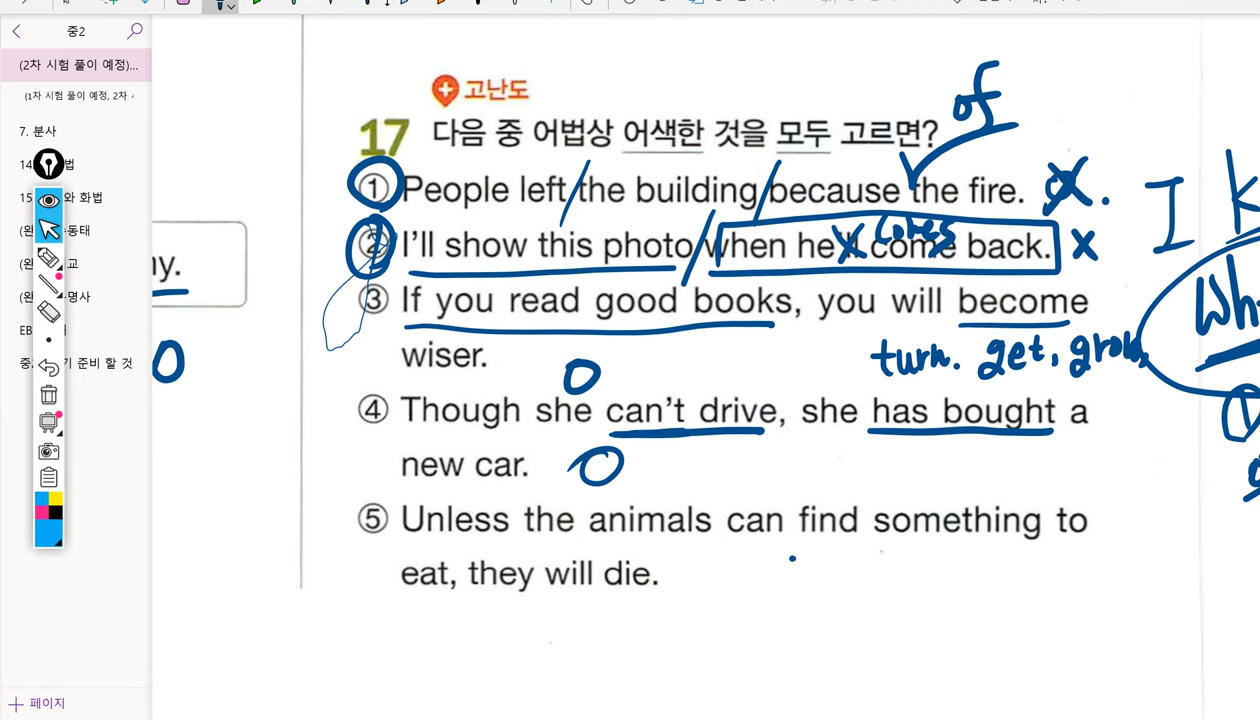 중2
(2차 시험 풀이 예정)...
(1차 시험 풀이 예정, 2차
7. 분사
14
법
15
와 화법
(완
동태
(완
교
(완
명사
EB
중
준비 할 것
페이지
ny.
고난도
of
17 다음 중 어법상 어색한 것을 모두 고르면?
① People left the building because the fire.
② I'll show this photo when he'll come back.
comes
③ If you read good books, you will become
wiser.
turn. get, grow,
④ Though she can't drive, she has bought a
new car.
⑤ Unless the animals can find something to
eat, they will die.
I K
Wh
①